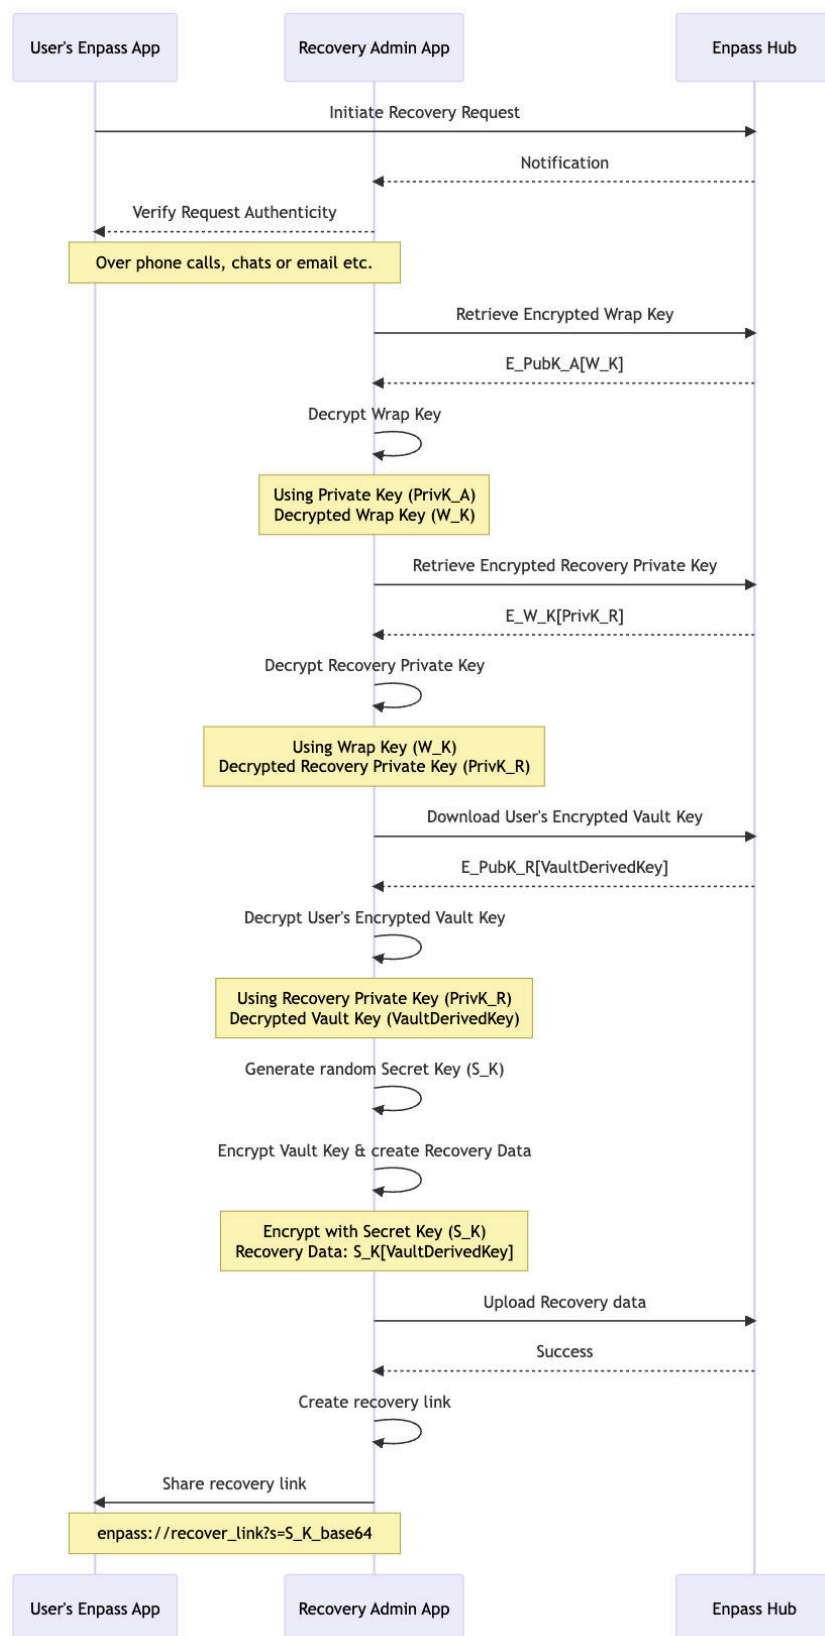 User's Enpass App
Recovery Admin App
Enpass Hub
Initiate Recovery Request
Notification
Verify Request Authenticity
Over phone calls, chats or email etc.
Retrieve Encrypted Wrap Key
E_PubK_A[W_K]
Decrypt Wrap Key
Using Private Key (PrivK_A)
Decrypted Wrap Key (W_K)
Retrieve Encrypted Recovery Private Key
E_W_K[PrivK_R]
Decrypt Recovery Private Key
Using Wrap Key (W_K)
Decrypted Recovery Private Key (PrivK_R)
Download User's Encrypted Vault Key
E_PubK_R[VaultDerivedKey]
Decrypt User's Encrypted Vault Key
Using Recovery Private Key (PrivK_R)
Decrypted Vault Key (VaultDerivedKey)
Generate random Secret Key (S_K)
Encrypt Vault Key & create Recovery Data
Encrypt with Secret Key (S_K)
Recovery Data: S_K[VaultDerivedKey]
Upload Recovery data
Success
Create recovery link
Share recovery link
enpass://recover_link?s=S_K_base64
User's Enpass App
Recovery Admin App
Enpass Hub